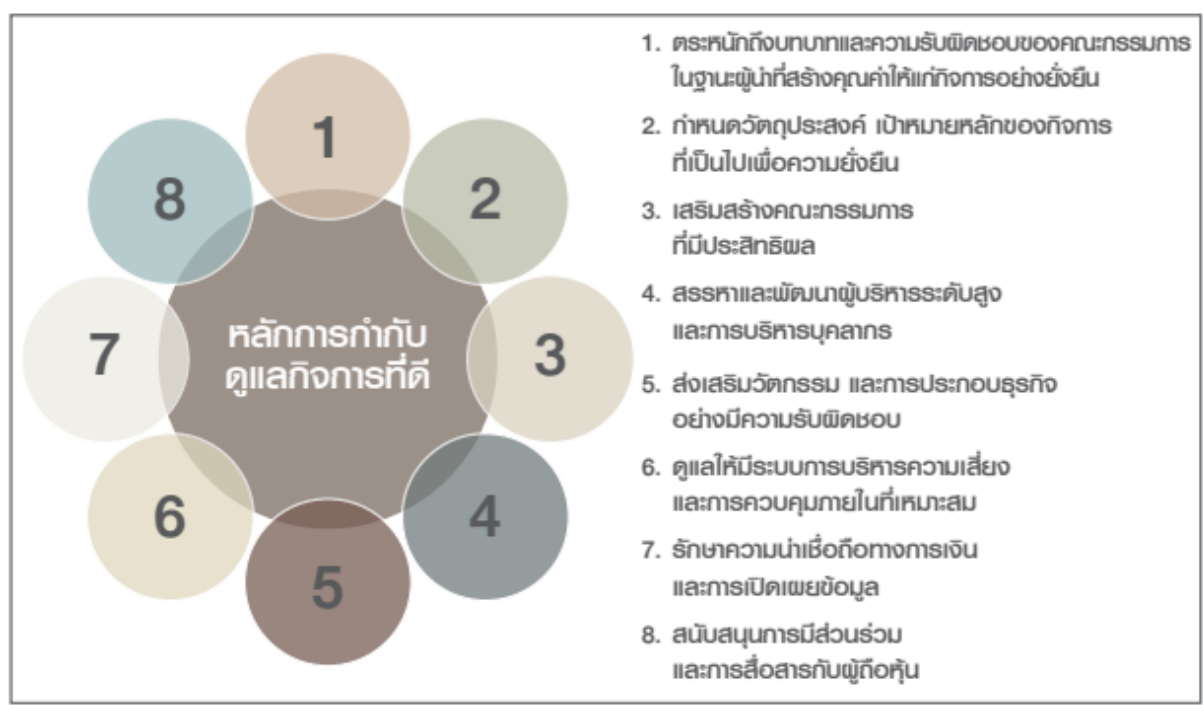 1
2
3
4
5
6
7
8
หลักการกำกับ
ดูแลกิจการที่ดี
1. ตระหนักถึงบทบาทและความรับผิดชอบของคณะกรรมการ
ในฐานะผู้นำที่สร้างคุณค่าให้แก่กิจการอย่างยั่งยืน
2. กำหนดวัตถุประสงค์ เป้าหมายหลักของกิจการ
ที่เป็นไปเพื่อความยั่งยืน
3. เสริมสร้างคณะกรรมการ
ที่มีประสิทธิผล
4. สรรหาและพัฒนาผู้บริหารระดับสูง
และการบริหารบุคลากร
5. ส่งเสริมวัตกรรม และการประกอบธุรกิจ
อย่างมีความรับผิดชอบ
6. ดูแลให้มีระบบการบริหารความเสี่ยง
และการควบคุมภายในที่เหมาะสม
7. รักษาความน่าเชื่อถือทางการเงิน
และการเปิดเผยข้อมูล
8. สนับสนุนการมีส่วนร่วม
และการสื่อสารกับผู้ถือหุ้น